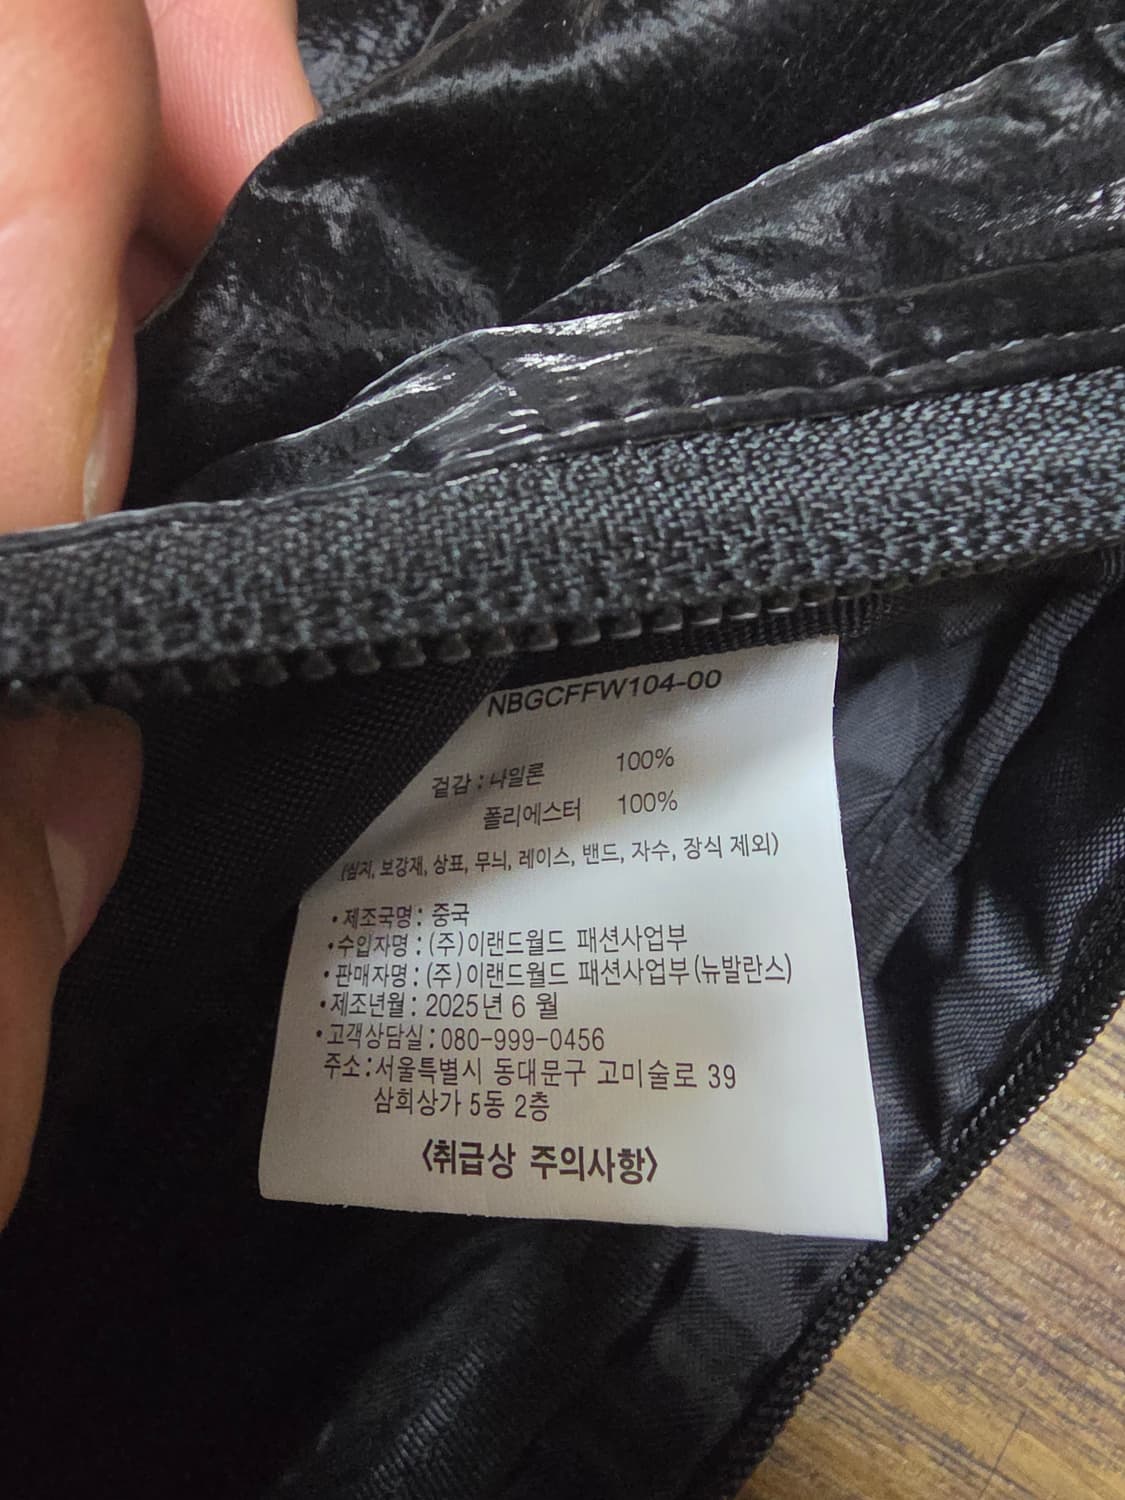 NBGCFFW104-00
겉감 : 나일론 100%
폴리에스터 100%
(심지, 보강재, 상표, 무늬, 레이스, 밴드, 자수, 장식 제외)
• 제조국명 : 중국
• 수입자명 : (주)이랜드월드 패션사업부
• 판매자명 : (주)이랜드월드 패션사업부(뉴발란스)
• 제조년월 : 2025년 6 월
• 고객상담실 : 080-999-0456
주소 : 서울특별시 동대문구 고미술로 39
삼희상가 5동 2층
〈취급상 주의사항〉